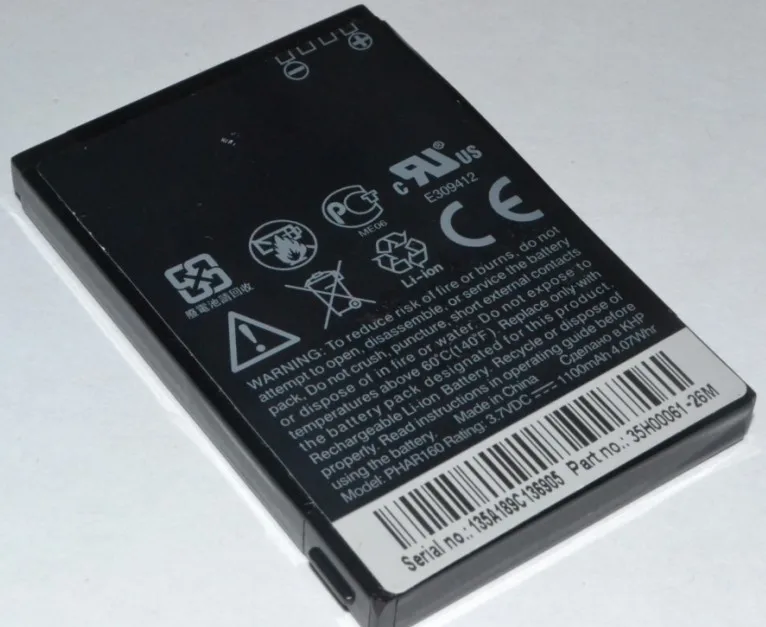 c UL US
E309412
CE
PCT
ME06
Li-ion
廢電池請回收
WARNING: To reduce risk of fire or burns, do not
attempt to open, disassemble, or service the battery
pack. Do not crush, puncture, short external contacts
or dispose of in fire or water. Do not expose to
temperatures above 60°C(140°F). Replace only with
the battery pack designated for this product.
Rechargeable Li-ion Battery. Recycle or dispose of
properly. Read instructions in operating guide before
using the battery. Made in China Сделано в КНР
Model: PHAR160 Rating: 3.7VDC 1100mAh 4.07Whr
Serial no.: 135A189C136905 Part.no.: 35H00061-26M